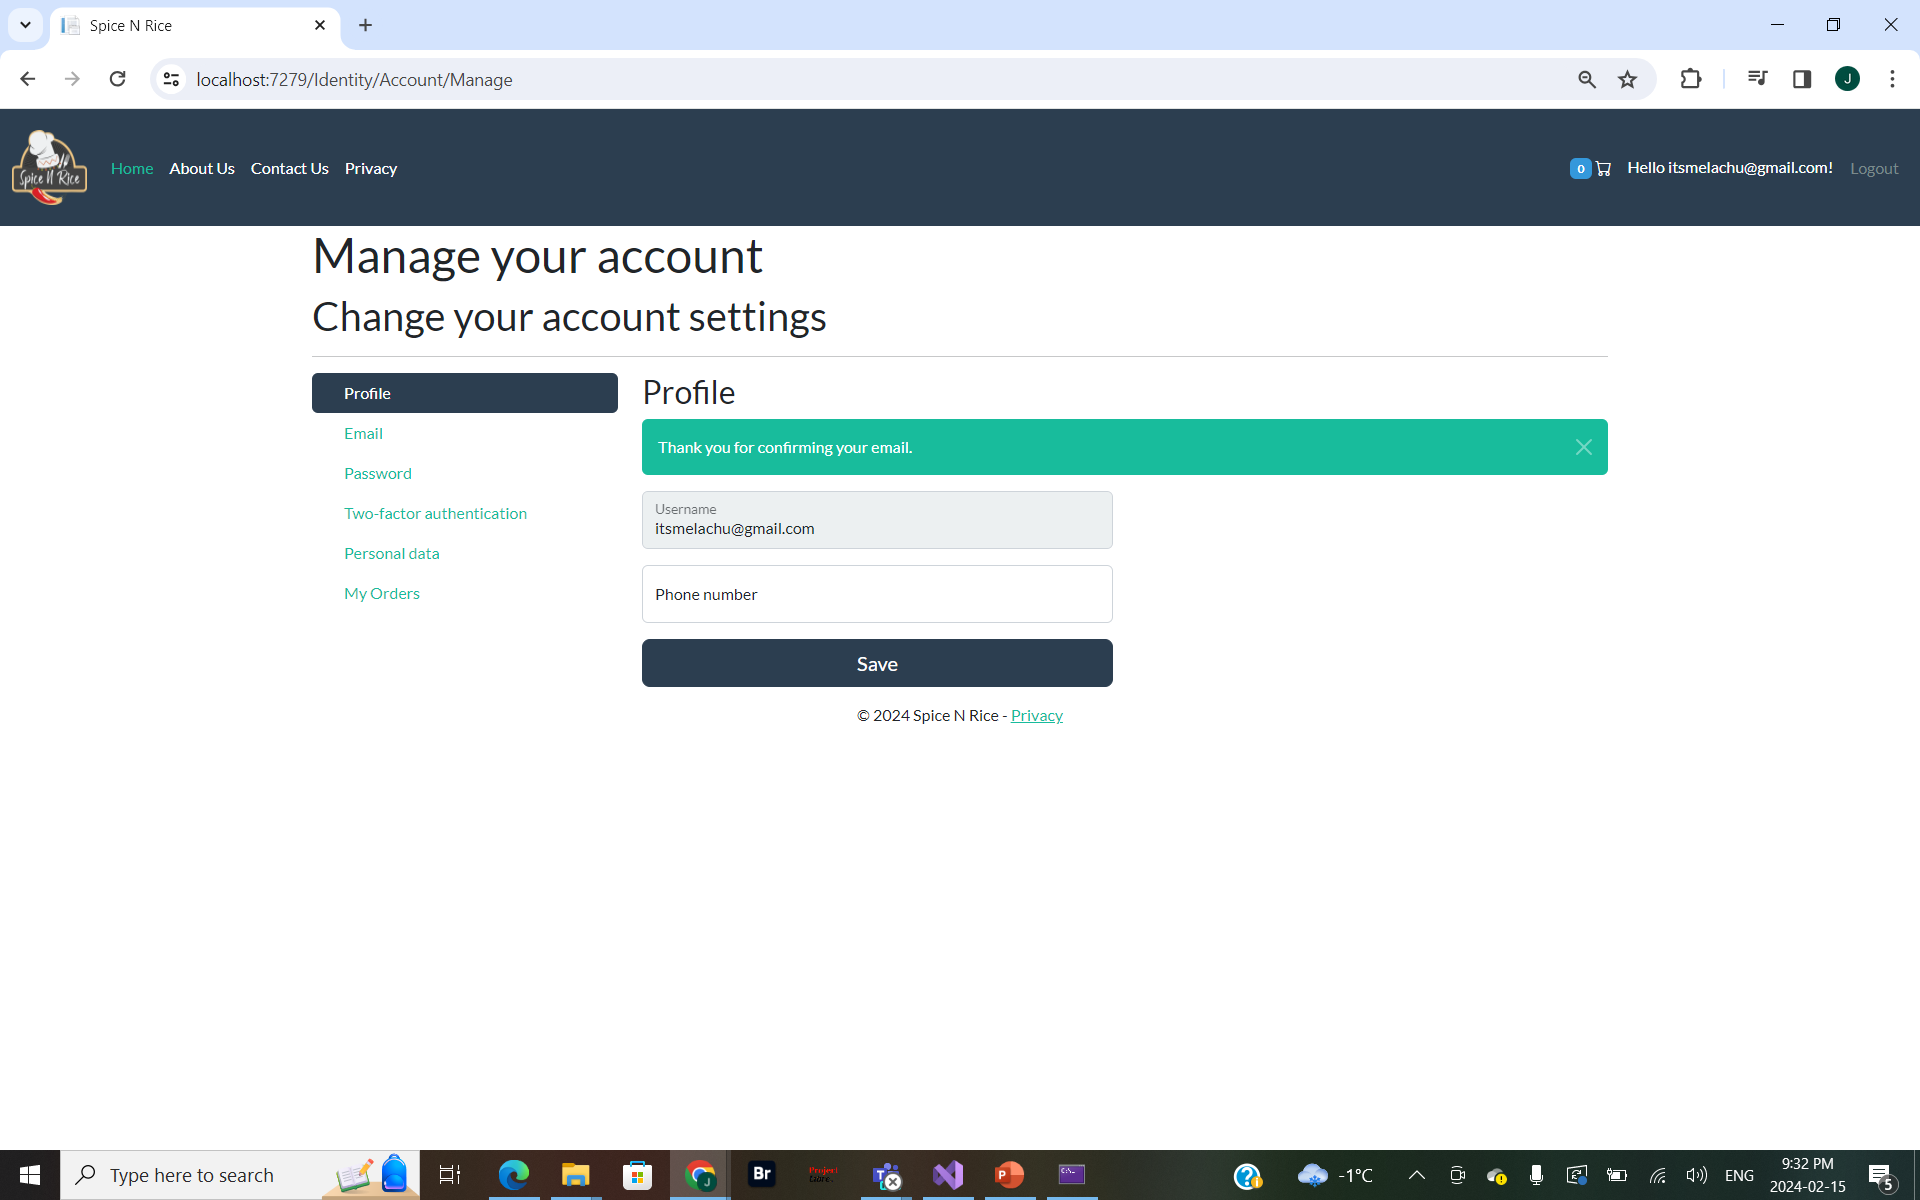 Spice N Rice
localhost:7279/Identity/Account/Manage
J
Spice N Rice
Home About Us Contact Us Privacy
0 Hello itsmelachu@gmail.com! Logout
Manage your account
Change your account settings
Profile
Email
Password
Two-factor authentication
Personal data
My Orders
Profile
Thank you for confirming your email.
Username
itsmelachu@gmail.com
Phone number
Save
© 2024 Spice N Rice - Privacy
Type here to search
J
Br
Project
Libre
T
P
C:\.
-1°C
ENG
9:32 PM
2024-02-15
5